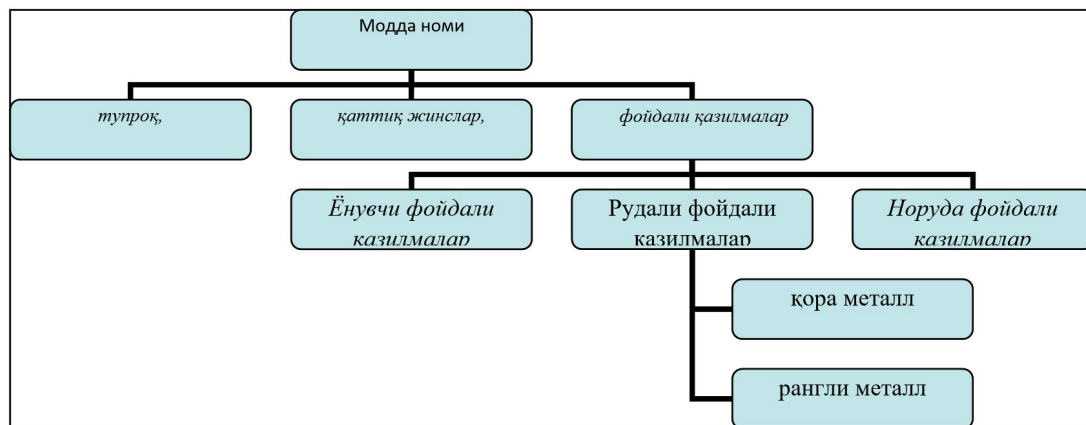 Модда номи
тупроқ,
қаттиқ жинслар,
фойдали қазилмалар
Ёнувчи фойдали
қазилмалар
Рудали фойдали
қазилмалар
Норуда фойдали
қазилмалар
қора металл
рангли металл